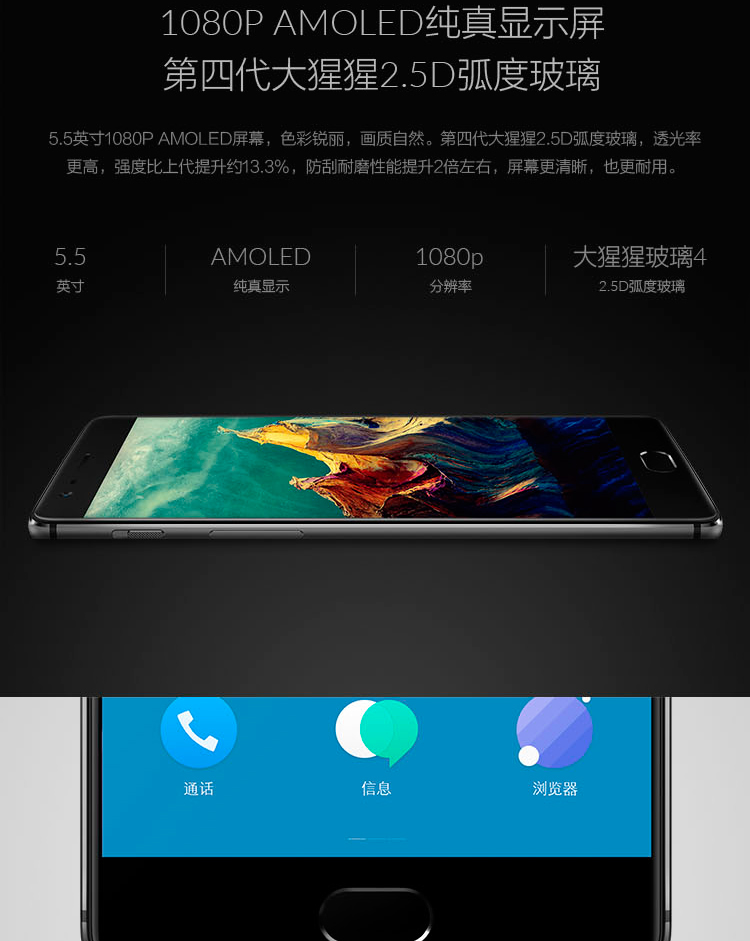 1080P AMOLED纯真显示屏
第四代大猩猩2.5D弧度玻璃
5.5英寸1080P AMOLED屏幕，色彩锐丽，画质自然。第四代大猩猩2.5D弧度玻璃，透光率
更高，强度比上代提升约13.3%，防刮耐磨性能提升2倍左右，屏幕更清晰，也更耐用。
5.5
英寸
AMOLED
纯真显示
1080p
分辨率
大猩猩玻璃4
2.5D弧度玻璃
通话
信息
浏览器